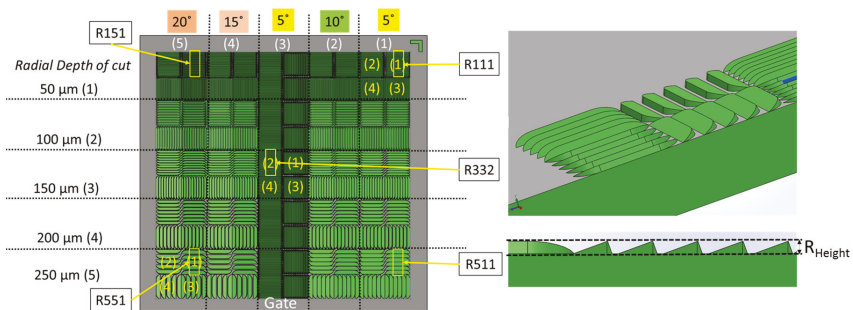 20° 15° 5° 10° 5°
R151
(5) (4) (3) (2) (1)
Radial Depth of cut
(2) (1)
R111
50 μm (1)
(4) (3)
100 μm (2)
(2) (1)
R332
150 μm (3)
(4) (3)
200 μm (4)
RHeight
(2) (1)
R511
250 μm (5)
(4) (3)
R551
Gate